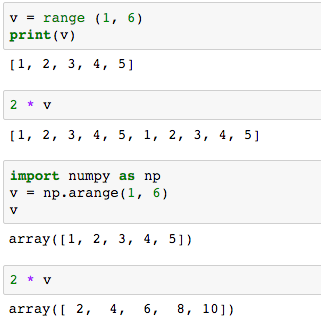 v = range (1, 6)
print(v)
[1, 2, 3, 4, 5]
2 * v
[1, 2, 3, 4, 5, 1, 2, 3, 4, 5]
import numpy as np
v = np.arange(1, 6)
v
array([1, 2, 3, 4, 5])
2 * v
array([ 2,  4,  6,  8, 10])